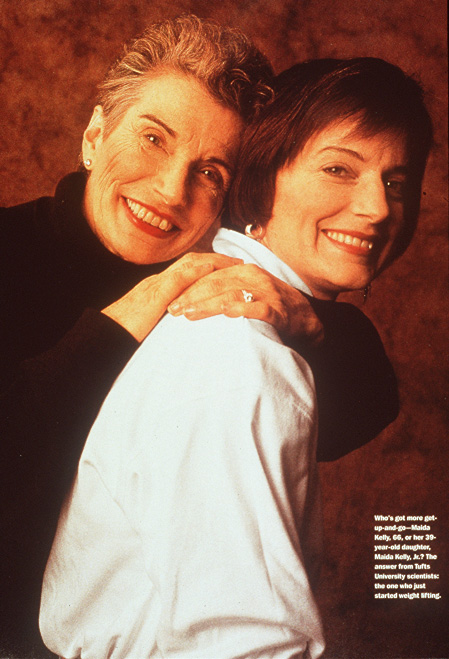 Who's got more get-
up-and-go—Maida
Kelly, 66, or her 39-
year-old daughter,
Maida Kelly, Jr.? The
answer from Tufts
University scientists:
the one who just
started weight lifting.